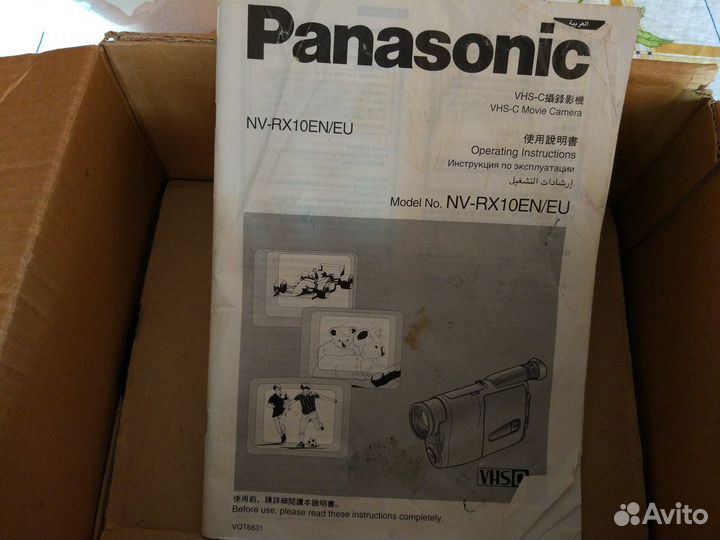 العربية
Panasonic
VHS-C攝錄影機
VHS-C Movie Camera
NV-RX10EN/EU
使用說明書
Operating Instructions
Инструкция по эксплуатации
إرشادات التشغيل
Model No. NV-RX10EN/EU
VHS C
使用前，請詳細閱讀本說明書。
Before use, please read these instructions completely.
VQT6831
Avito